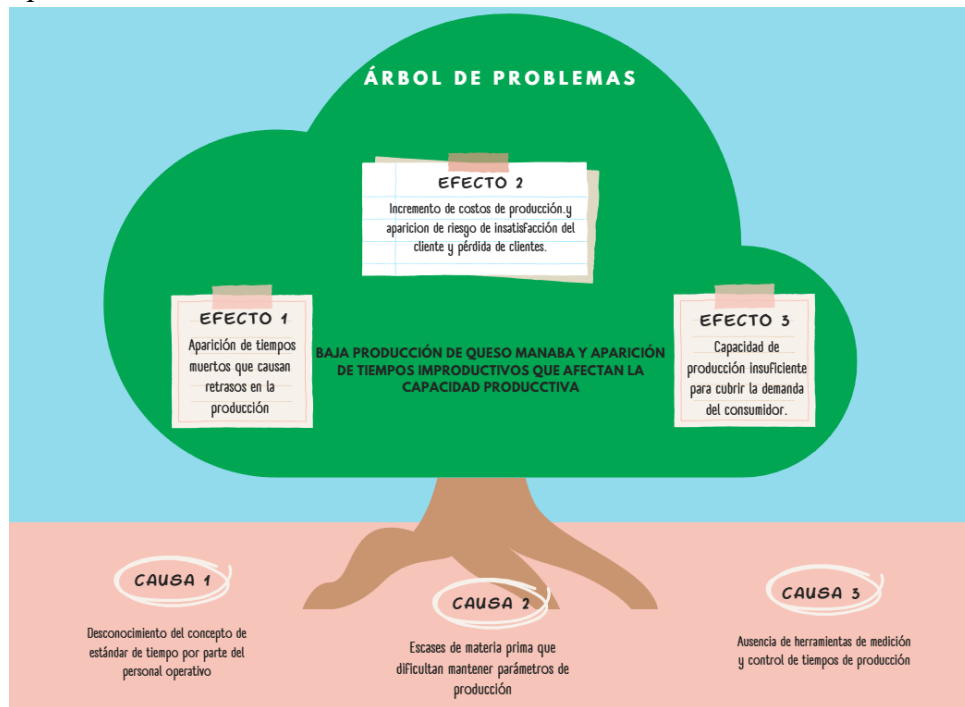 ÁRBOL DE PROBLEMAS
EFECTO 2
Incremento de costos de producción.y
aparicion de riesgo de insatisfacción del
cliente y pérdida de clientes.
EFECTO 1
Aparición de tiempos
muertos que causan
retrasos en la
producción
BAJA PRODUCCIÓN DE QUESO MANABA Y APARICIÓN
DE TIEMPOS IMPRODUCTIVOS QUE AFECTAN LA
CAPACIDAD PRODUCCTIVA
EFECTO 3
Capacidad de
producción insuficiente
para cubrir la demanda
del consumidor.
CAUSA 1
Desconocimiento del concepto de
estándar de tiempo por parte del
personal operativo
CAUSA 2
Escases de materia prima que
dificultan mantener parámetros de
producción
CAUSA 3
Ausencia de herramientas de medición
y control de tiempos de producción